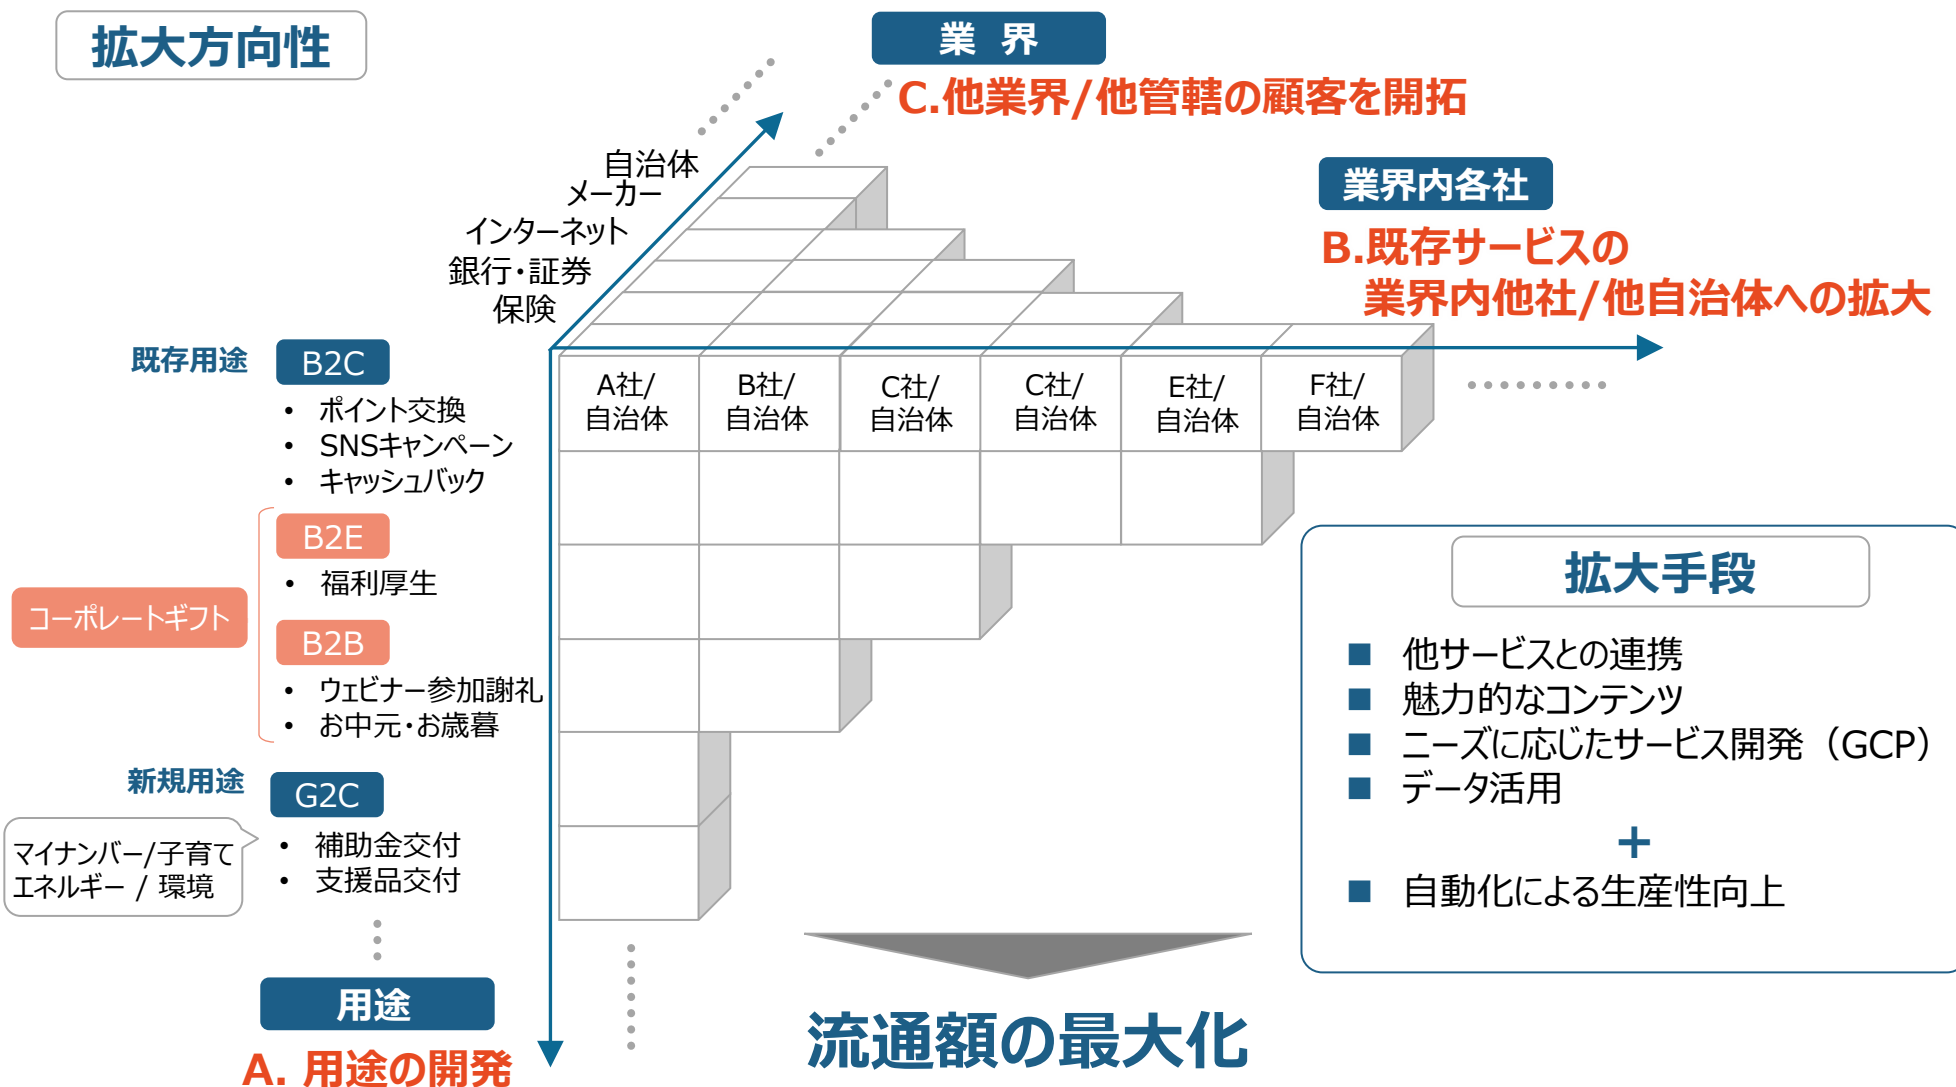 拡大方向性
業 界
C.他業界/他管轄の顧客を開拓
業界内各社
B.既存サービスの
業界内他社/他自治体への拡大
自治体
メーカー
インターネット
銀行・証券
保険
既存用途
B2C
• ポイント交換
• SNSキャンペーン
• キャッシュバック
コーポレートギフト
B2E
• 福利厚生
B2B
• ウェビナー参加謝礼
• お中元・お歳暮
新規用途
G2C
マイナンバー/子育て
エネルギー / 環境
• 補助金交付
• 支援品交付
用途
A. 用途の開発
A社/
自治体
B社/
自治体
C社/
自治体
C社/
自治体
E社/
自治体
F社/
自治体
拡大手段
■ 他サービスとの連携
■ 魅力的なコンテンツ
■ ニーズに応じたサービス開発（GCP）
■ データ活用
+
■ 自動化による生産性向上
流通額の最大化